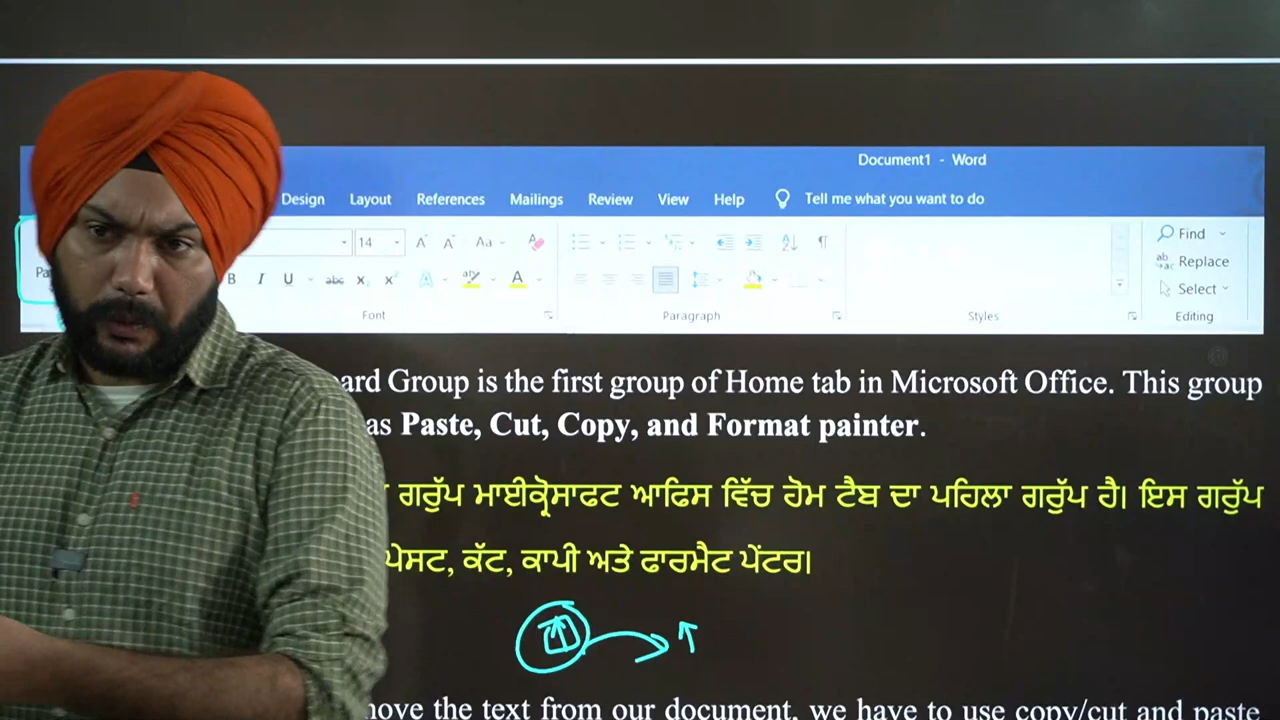 Document1 - Word
Design Layout References Mailings Review View Help Tell me what you want to do
14 Aa Find
B I U abc x x A A Replace
Select
Font Paragraph Styles Editing
Group is the first group of Home tab in Microsoft Office. This group
as Paste, Cut, Copy, and Format painter.
ਗਰੁੱਪ ਮਾਈਕ੍ਰੋਸਾਫਟ ਆਫਿਸ ਵਿੱਚ ਹੋਮ ਟੈਬ ਦਾ ਪਹਿਲਾ ਗਰੁੱਪ ਹੈ। ਇਸ ਗਰੁੱਪ
ਪੇਸਟ, ਕੱਟ, ਕਾਪੀ ਅਤੇ ਫਾਰਮੈਟ ਪੇਂਟਰ।
the text from our document, we have to use copy/cut and paste